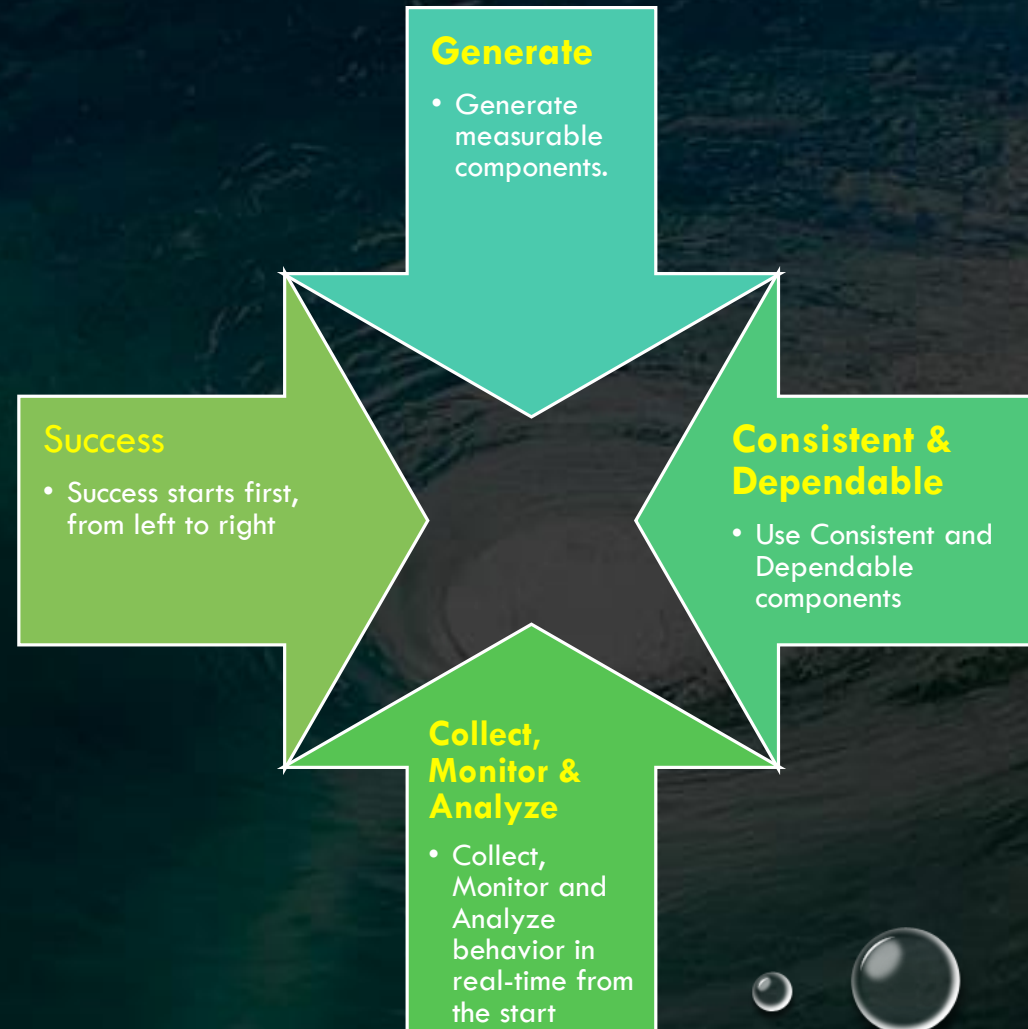 Generate
• Generate
measurable
components.
Success
• Success starts first,
from left to right
Consistent &
Dependable
• Use Consistent and
Dependable
components
Collect,
Monitor &
Analyze
• Collect,
Monitor and
Analyze
behavior in
real-time from
the start